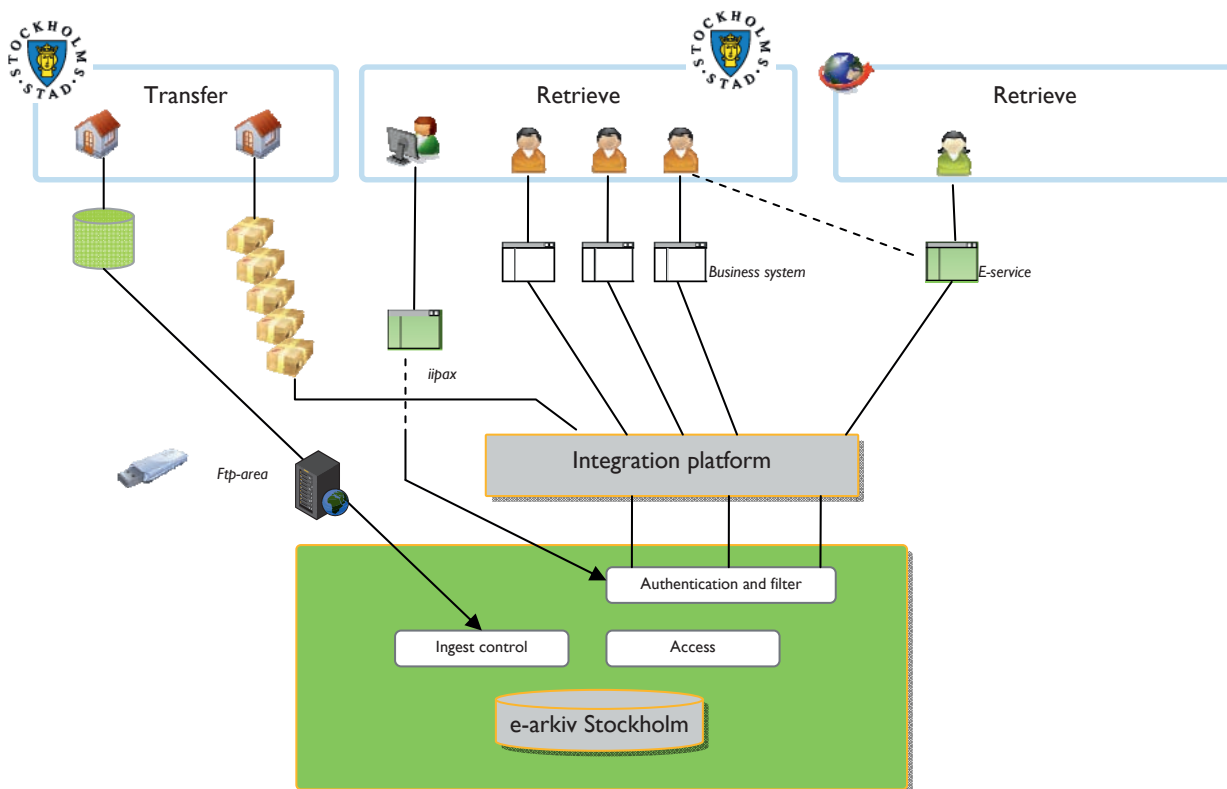 STOCKHOLMS
STAD
STOCKHOLMS
STAD
Transfer
Retrieve
Retrieve
Business system
E-service
iipax
Integration platform
Ftp-area
Authentication and filter
Ingest control
Access
e-arkiv Stockholm